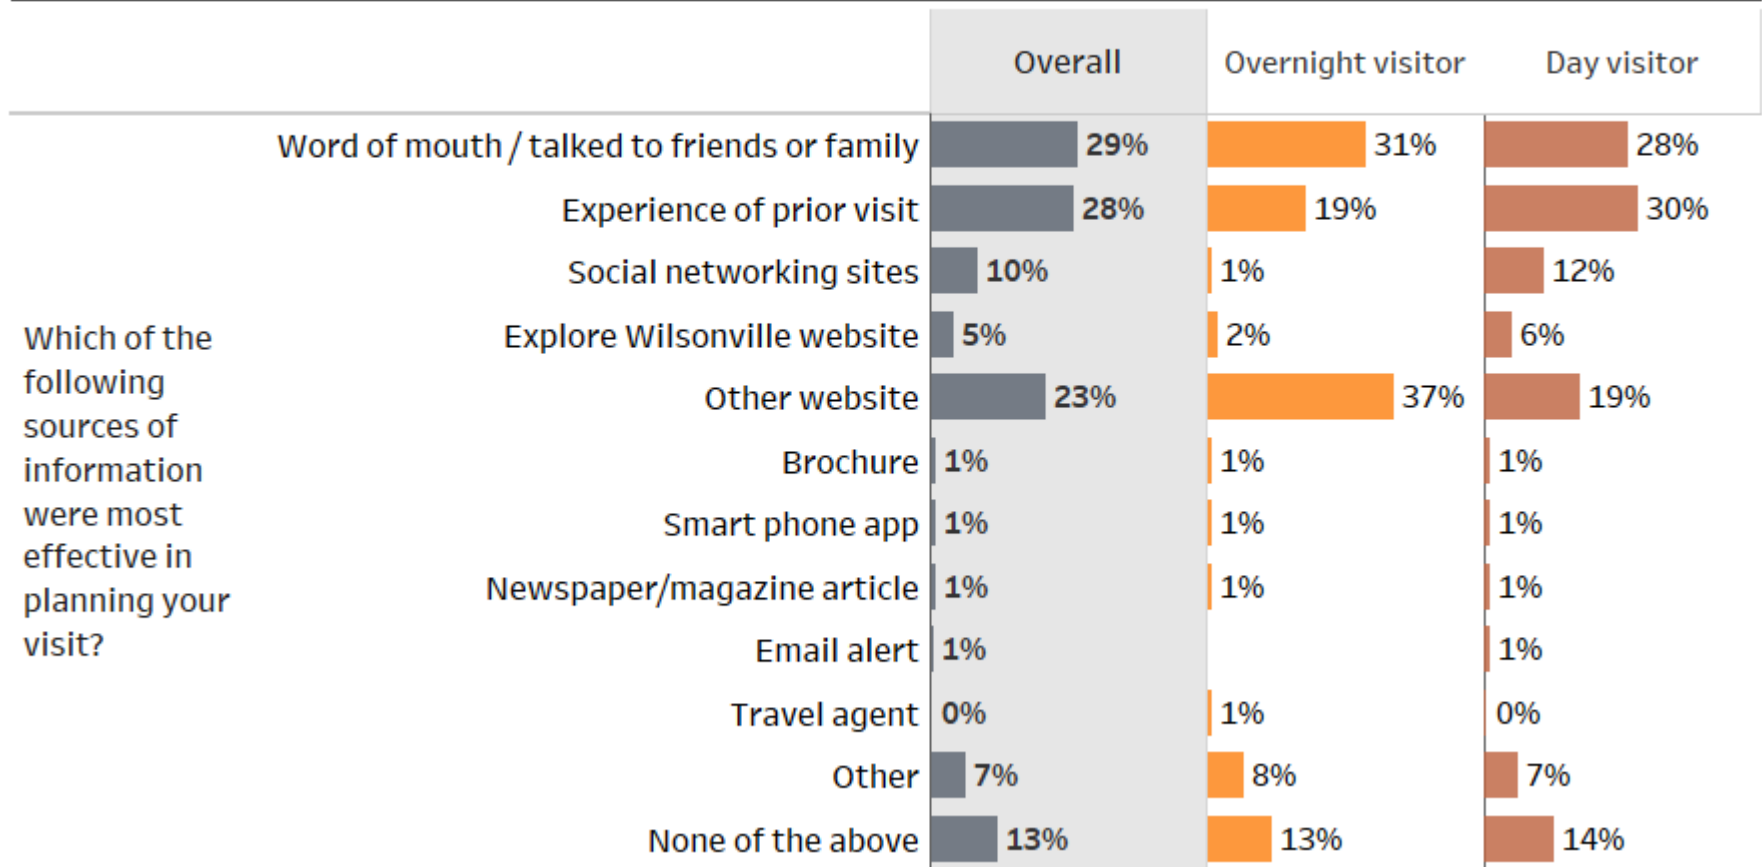 Overall Overnight visitor Day visitor
Word of mouth / talked to friends or family 29% 31% 28%
Experience of prior visit 28% 19% 30%
Social networking sites 10% 1% 12%
Explore Wilsonville website 5% 2% 6%
Other website 23% 37% 19%
Brochure 1% 1% 1%
Smart phone app 1% 1% 1%
Newspaper/magazine article 1% 1% 1%
Email alert 1% 1%
Travel agent 0% 1% 0%
Other 7% 8% 7%
None of the above 13% 13% 14%
Which of the
following
sources of
information
were most
effective in
planning your
visit?